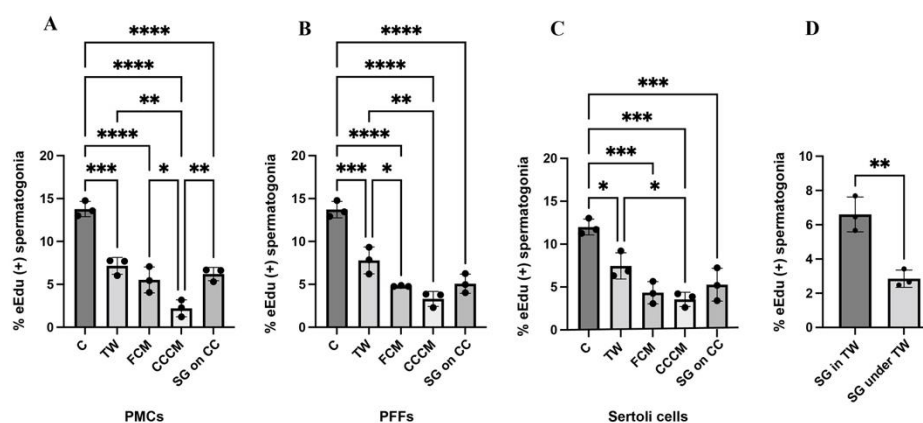 A
****
****
**
****
***
*
**
% eEdu (+) spermatogonia
20
15
10
5
0
C
TW
FCM
CCCM
SG on CC
PMCs
B
****
****
**
****
***
*
% eEdu (+) spermatogonia
20
15
10
5
0
C
TW
FCM
CCCM
SG on CC
PFFs
C
***
***
***
*
*
% eEdu (+) spermatogonia
20
15
10
5
0
C
TW
FCM
CCCM
SG on CC
Sertoli cells
D
**
% eEdu (+) spermatogonia
10
8
6
4
2
0
SG in TW
SG under TW